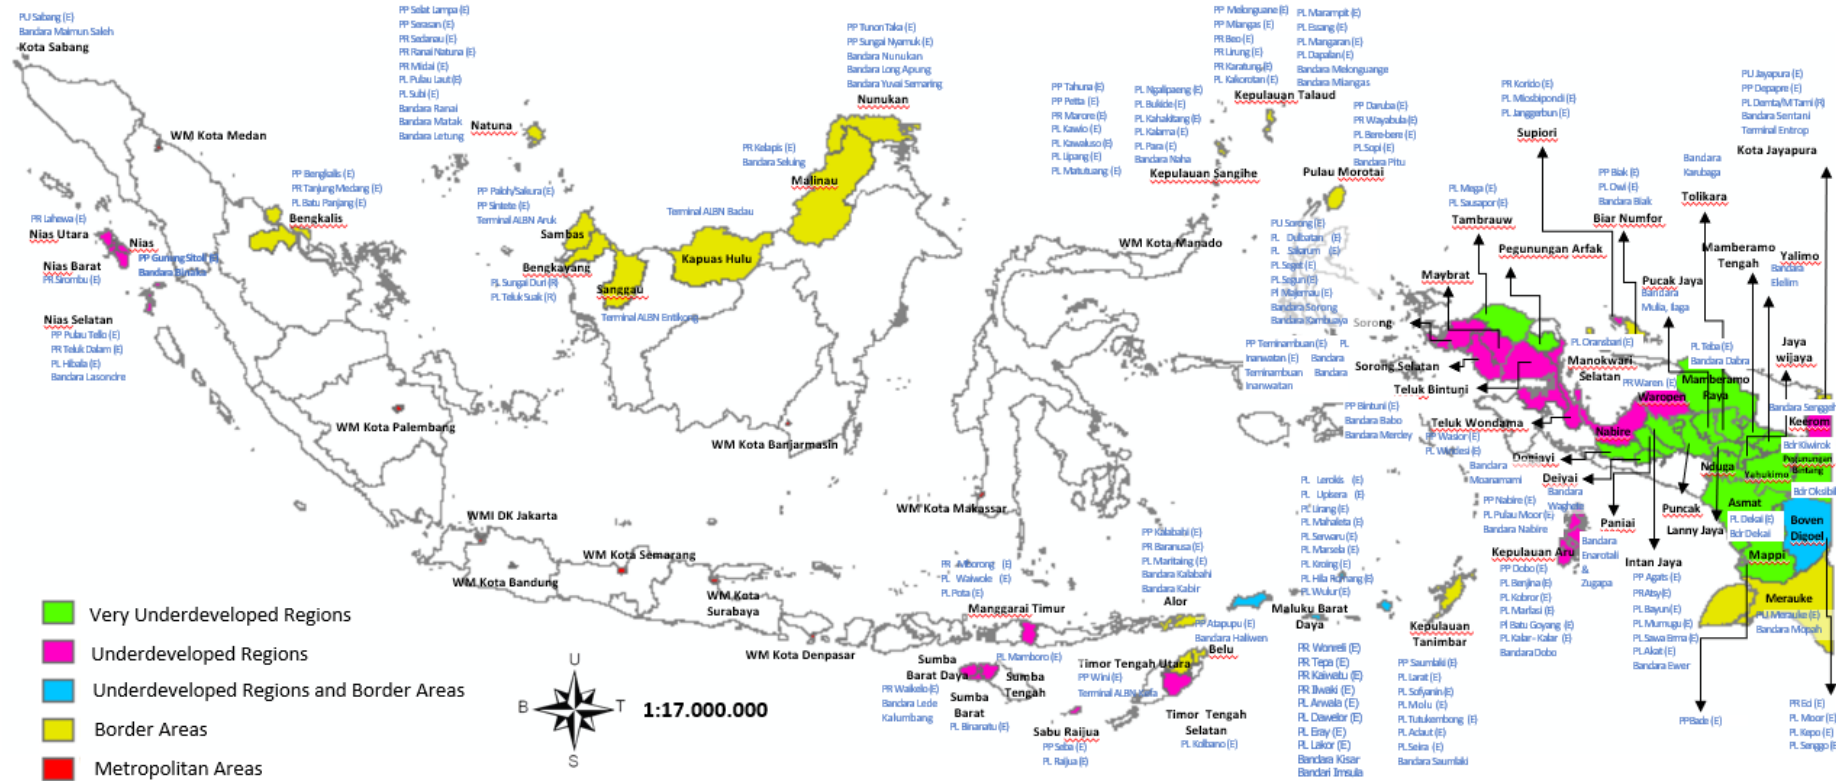 PU Sabang (E)
Bandara Maimun Saleh
Kota Sabang
WM Kota Medan
PR Lahewa (E)
Nias Utara
Nias
Nias Barat
PR Sirombu (E)
PP Gunung Sitoli (E)
Bandara Binaka
Nias Selatan
PP Pulau Tello (E)
PR Teluk Dalam (E)
PL Hibala (E)
Bandara Lasondre
PP Bengkalis (E)
PR Tanjung Medang (E)
PL Batu Panjang (E)
Bengkalis
WM Kota Palembang
PP Selat Lampa (E)
PP Serasan (E)
PR Sedanau (E)
PR Ranai Natuna (E)
PR Midai (E)
PL Pulau Laut (E)
PL Subi (E)
Bandara Ranai
Bandara Matak
Bandara Letung
Natuna
PP Paloh/Sakura (E)
PP Sintete (E)
Terminal ALBN Aruk
Sambas
Bengkayang
PL Sungai Duri (R)
PL Teluk Suak (R)
Sanggau
Terminal ALBN Entikong
Terminal ALBN Badau
Kapuas Hulu
PR Kelapis (E)
Bandara Seluing
Malinau
PP Tunon Taka (E)
PP Sungai Nyamuk (E)
Bandara Nunukan
Bandara Long Apung
Bandara Yuvai Semaring
Nunukan
WM Kota Banjarmasin
WMI DK Jakarta
WM Kota Bandung
WM Kota Semarang
WM Kota
Surabaya
WM Kota Denpasar
WM Kota Makassar
WM Kota Manado
PP Tahuna (E)
PP Petta (E)
PR Marore (E)
PL Kawio (E)
PL Kawaluso (E)
PL Lipang (E)
PL Matutuang (E)
PL Ngalipaeng (E)
PL Bukide (E)
PL Kahakitang (E)
PL Kalama (E)
PL Para (E)
Bandara Naha
Kepulauan Sangihe
PP Melonguane (E)
PP Miangas (E)
PR Beo (E)
PR Lirung (E)
PR Karatung (E)
PL Kakorotan (E)
PL Marampit (E)
PL Essang (E)
PL Mangaran (E)
PL Dapalan (E)
Bandara Melonguange
Bandara Miangas
Kepulauan Talaud
PP Daruba (E)
PR Wayabula (E)
PL Bere-bere (E)
PL Sopi (E)
Bandara Pitu
Pulau Morotai
PU Sorong (E)
PL Sailolof
PL Seget (E)
PL Segun (E)
Bandara Sorong
Bandara Kambuaya
Sorong
PP Teminambuan (E) PL
Inanwatan (E) Bandara
Teminambuan Bandara
Inanwatan
Sorong Selatan
PP Bintuni (E)
Bandara Babo
Bandara Merdey
Teluk Bintuni
Teluk Wondama
PP Wasior (E)
Maybrat
PL Mega (E)
PL Sausapor (E)
Tambrauw
Pegunungan Arfak
PR Korido (E)
PL Miosbipondi (E)
PL Janggerbun (E)
Supiori
PP Biak (E)
PL Owi (E)
Bandara Biak
Biar Numfor
Bandara
Karubaga
Tolikara
PU Jayapura (E)
PP Depapre (E)
PL Demta/M Tami (R)
Bandara Sentani
Terminal Entrop
Kota Jayapura
Mamberamo
Tengah
Yalimo
Bandara
Elelim
Pucak Jaya
Bandara
Mulia, Ilaga
PL Oransbari (E)
Manokwari
Selatan
PL Teba (E)
Bandara Dabra
Jaya
wijaya
PR Waren (E)
Mamberamo
Raya
Waropen
Bandara Senggeh
Keerom
Nabire
Bdr Kiwirok
Pegunungan
Bintang
Bdr Oksibil
Nduga
Yahukimo
Dogiyai
Bandara
Moanamami
Deiyai
Bandara
Waghete
PP Nabire (E)
PL Pulau Moor (E)
Bandara Nabire
Paniai
Bandara
Enarotali
&
Zugapa
Puncak
Lanny Jaya
Intan Jaya
Asmat
PL Dekai (E)
Bdr Dekai
Boven
Digoel
Mappi
Merauke
PU Merauke (E)
Bandara Mopah
PP Agats (E)
PR Atsy (E)
PL Bayun (E)
PL Mumugu (E)
PL Sawa Erma (E)
PL Akat (E)
Bandara Ewer
PP Bade (E)
PR Eci (E)
PL Moor (E)
PL Kepo (E)
PL Senggo (E
Kepulauan Aru
PP Dobo (E)
PL Benjina (E)
PL Kobror (E)
PL Marlasi (E)
Pl Batu Goyang (E)
PL Kalar - Kalar (E)
Bandara Dobo
Kepulauan
Tanimbar
PP Saumlaki (E)
PL Larat (E)
PL Sofyanin (E)
PL Molu (E)
PL Tutukembong (E)
PL Adaut (E)
PL Seira (E)
Bandara Saumlaki
PL Lerokis (E)
PL Upisera (E)
PL Lirang (E)
PL Mahaleta (E)
PL Serwaru (E)
PL Marsela (E)
PL Kroing (E)
PL Hila Romang (E)
PL Wulur (E)
Maluku Barat
Daya
PR Wonreli (E)
PR Tepa (E)
PR Kaiwatu (E)
PR Ilwaki (E)
PL Arwala (E)
PL Dawelor (E)
PL Eray (E)
PL Lakor (E)
Bandara Kisar
PP Kalabahi (E)
PR Baranusa (E)
PL Maritaing (E)
Bandara Kalabahi
Bandara Kabir
Alor
PP Atapupu (E)
Bandara Haliwen
Belu
Timor Tengah Utara
PP Wini (E)
Timor Tengah
Selatan
PL Kolbano (E)
PL Waiwole (E)
PL Pota (E)
Manggarai Timur
PL Mamboro (E)
Sumba
Tengah
Sumba
Barat Daya
PR Waikelo (E)
Bandara Lede
Kalumbang
Sumba
Barat
PL Binanatu (E)
Sabu Raijua
PP Seba (E)
PL Raijua (E)
Very Underdeveloped Regions
Underdeveloped Regions
Underdeveloped Regions and Border Areas
Border Areas
Metropolitan Areas
U
B
T
S
1:17.000.000